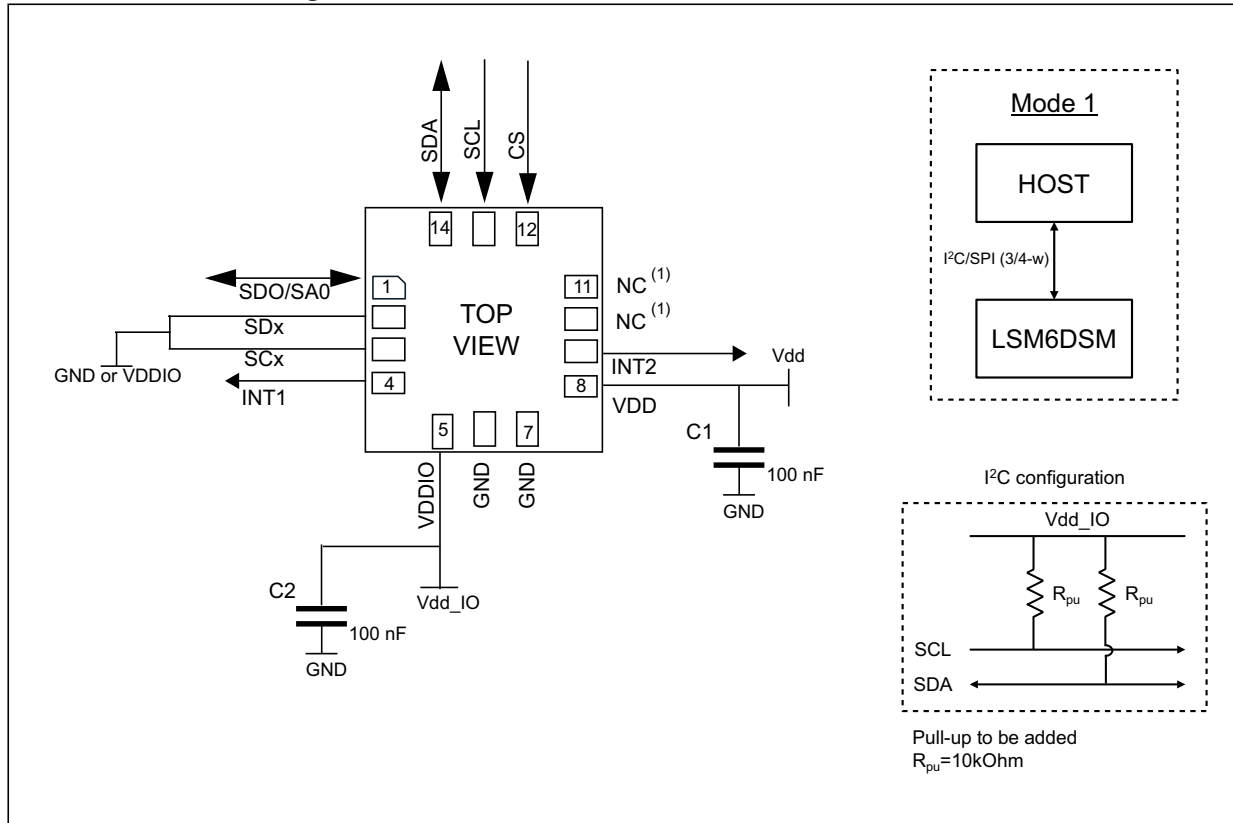 SDA
SCL
CS
14
12
1
SDO/SA0
SDx
SCx
GND or VDDIO
4
INT1
TOP
VIEW
11
NC (1)
NC (1)
INT2
8
VDD
Vdd
C1
100 nF
GND
5
7
VDDIO
GND
GND
C2
100 nF
GND
Vdd_IO
Mode 1
HOST
I²C/SPI (3/4-w)
LSM6DSM
I²C configuration
Vdd_IO
Rpu
Rpu
SCL
SDA
Pull-up to be added
Rpu=10kOhm